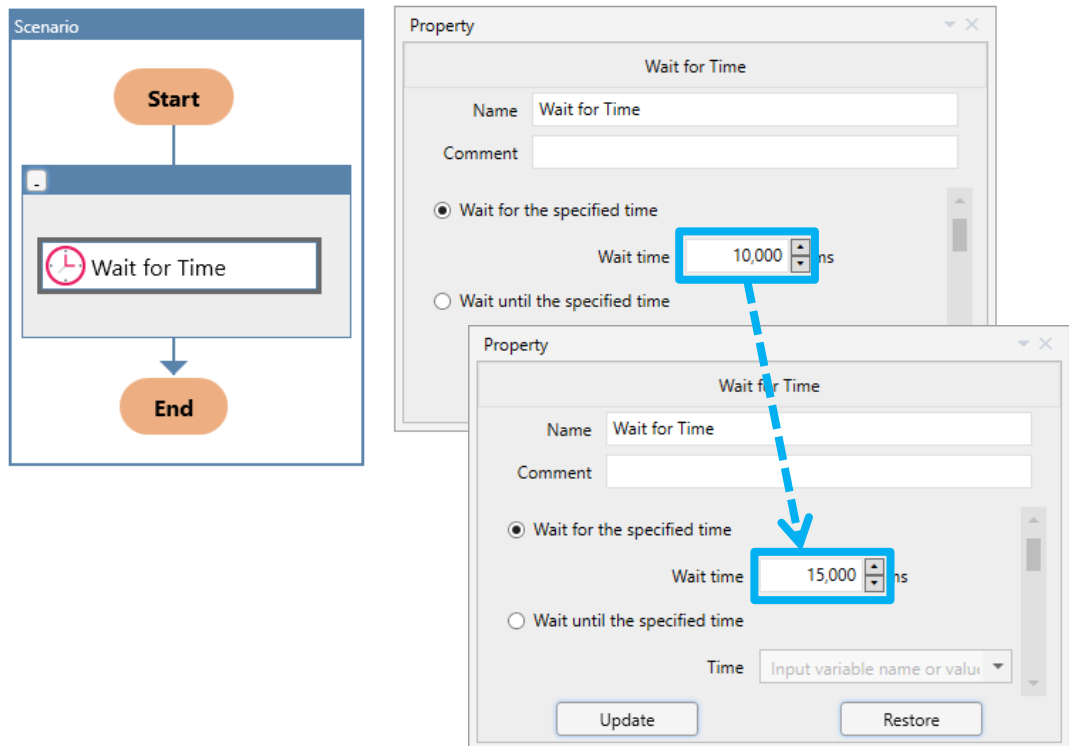 Scenario
Start
-
Wait for Time
End
Property
Wait for Time
Name Wait for Time
Comment
Wait for the specified time
Wait time 10,000 ms
Wait until the specified time
Property
Wait for Time
Name Wait for Time
Comment
Wait for the specified time
Wait time 15,000 ms
Wait until the specified time
Time Input variable name or value
Update Restore